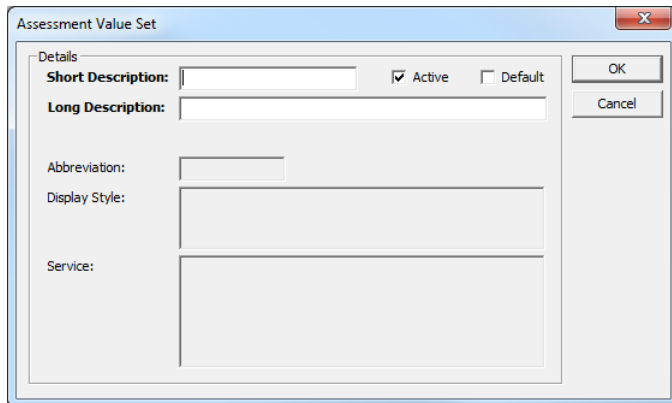 Assessment Value Set
Details
Short Description:
Active
Default
OK
Long Description:
Cancel
Abbreviation:
Display Style:
Service: